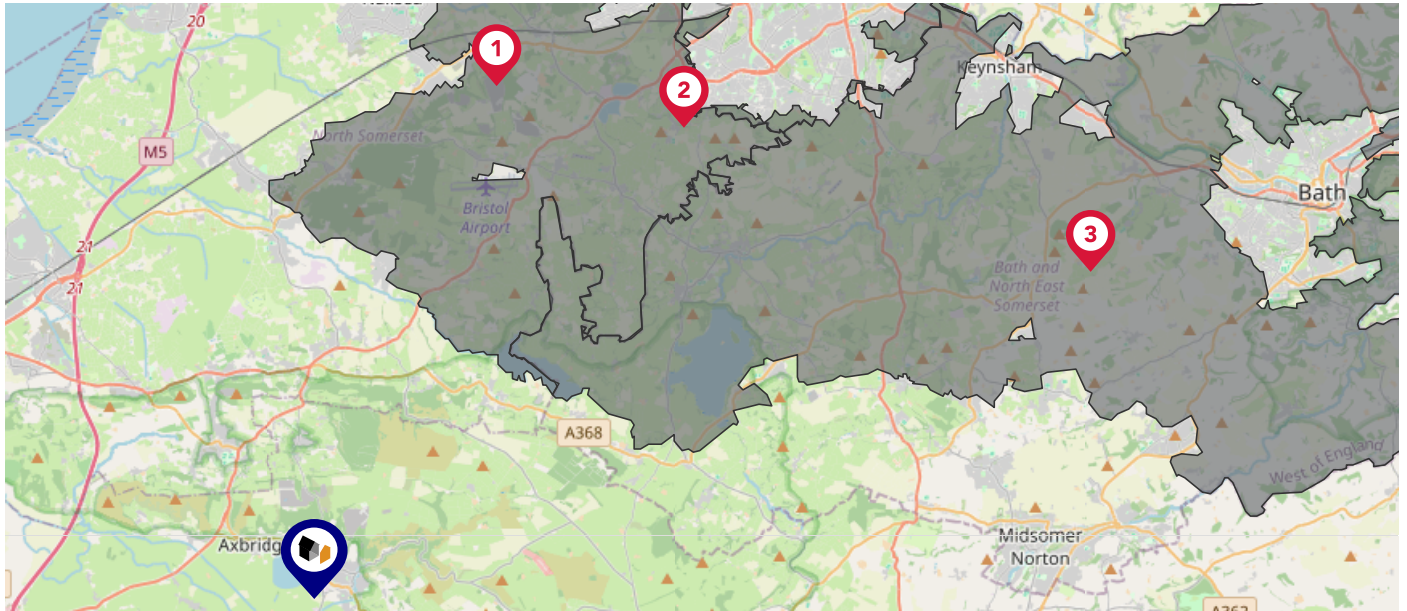 20
1
Keynsham
2
North Somerset
M5
Bristol
Airport
Bath
21
21
3
Bath and
North East
Somerset
A368
West of England
Axbridg
Midsomer
Norton